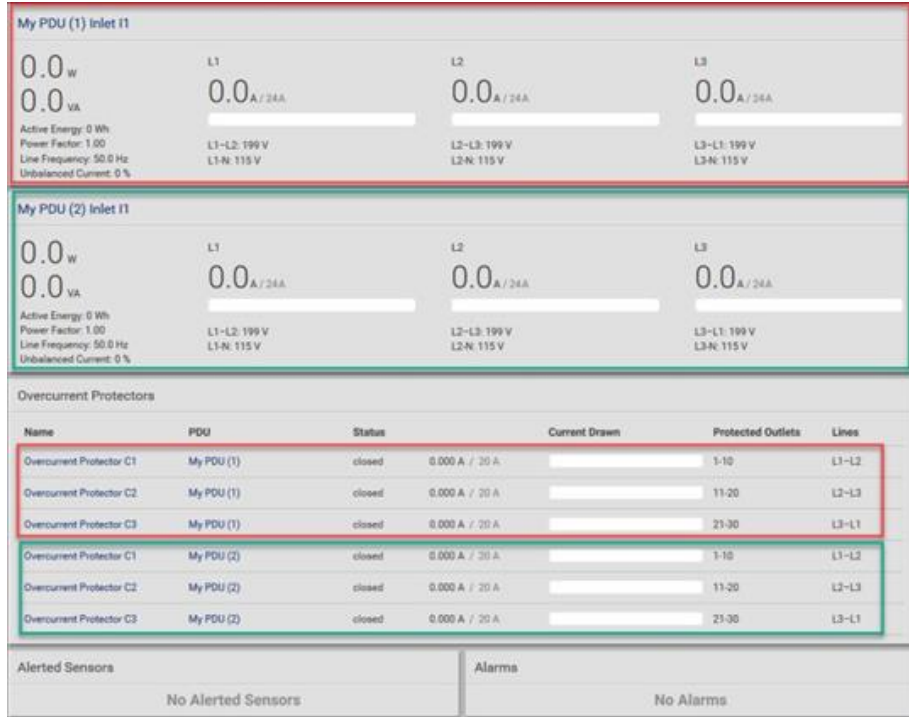 My PDU (1) Inlet I1
0.0 W
0.0 VA
Active Energy: 0 Wh
Power Factor: 1.00
Line Frequency: 50.0 Hz
Unbalanced Current: 0 %
L1
0.0 A / 24A
L1-L2: 199 V
L1-N: 115 V
L2
0.0 A / 24A
L2-L3: 199 V
L2-N: 115 V
L3
0.0 A / 24A
L3-L1: 199 V
L3-N: 115 V
My PDU (2) Inlet I1
0.0 W
0.0 VA
Active Energy: 0 Wh
Power Factor: 1.00
Line Frequency: 50.0 Hz
Unbalanced Current: 0 %
L1
0.0 A / 24A
L1-L2: 199 V
L1-N: 115 V
L2
0.0 A / 24A
L2-L3: 199 V
L2-N: 115 V
L3
0.0 A / 24A
L3-L1: 199 V
L3-N: 115 V
Overcurrent Protectors
Name PDU Status Current Drawn Protected Outlets Lines
Overcurrent Protector C1 My PDU (1) closed 0.000 A / 20 A 1-10 L1-L2
Overcurrent Protector C2 My PDU (1) closed 0.000 A / 20 A 11-20 L2-L3
Overcurrent Protector C3 My PDU (1) closed 0.000 A / 20 A 21-30 L3-L1
Overcurrent Protector C1 My PDU (2) closed 0.000 A / 20 A 1-10 L1-L2
Overcurrent Protector C2 My PDU (2) closed 0.000 A / 20 A 11-20 L2-L3
Overcurrent Protector C3 My PDU (2) closed 0.000 A / 20 A 21-30 L3-L1
Alerted Sensors
No Alerted Sensors
Alarms
No Alarms